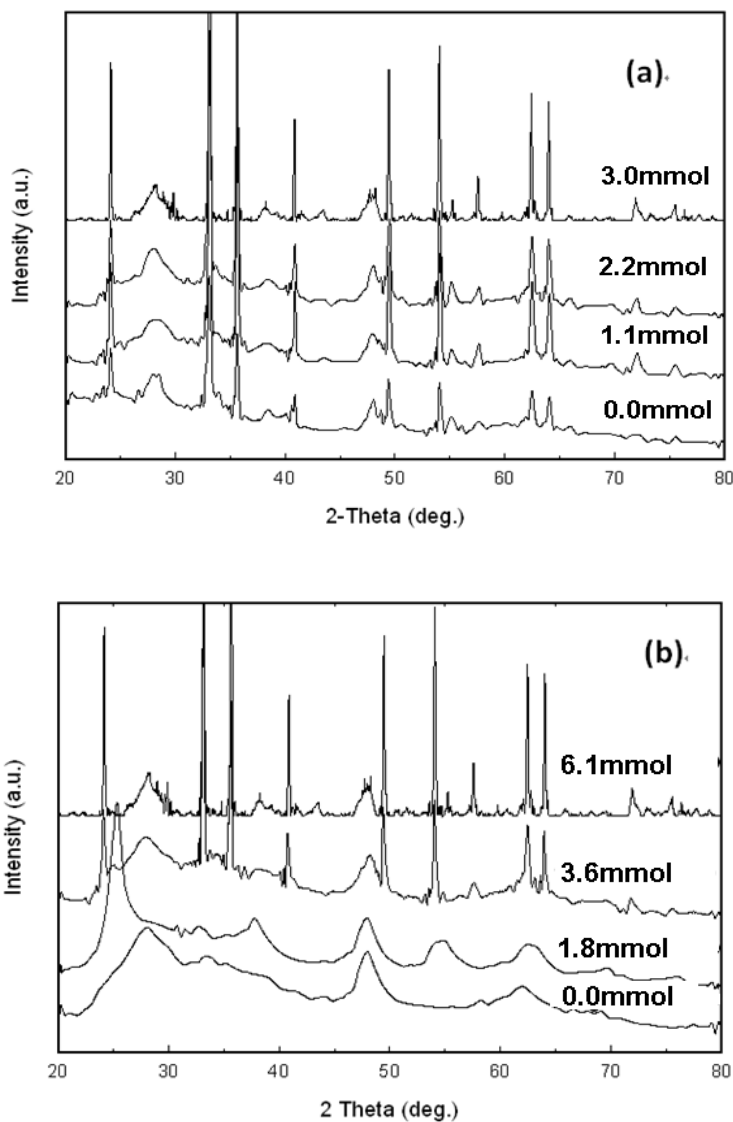 (a)
3.0mmol
2.2mmol
1.1mmol
0.0mmol
Intensity (a.u.)
20 30 40 50 60 70 80
2-Theta (deg.)
(b)
6.1mmol
3.6mmol
1.8mmol
0.0mmol
Intensity (a.u.)
20 30 40 50 60 70 80
2 Theta (deg.)